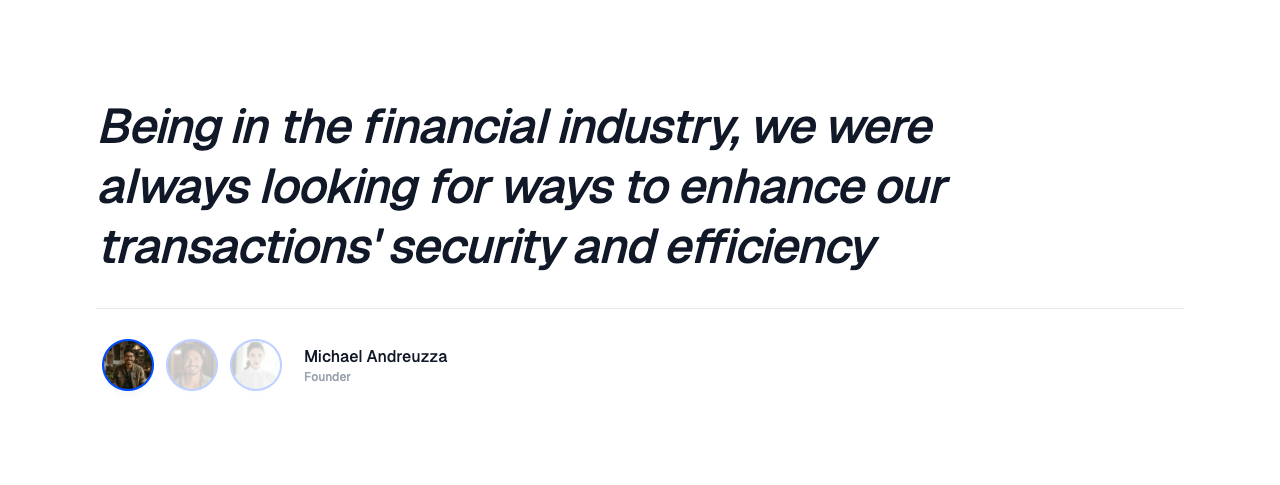 Being in the financial industry, we were
always looking for ways to enhance our
transactions' security and efficiency
Michael Andreuzza
Founder